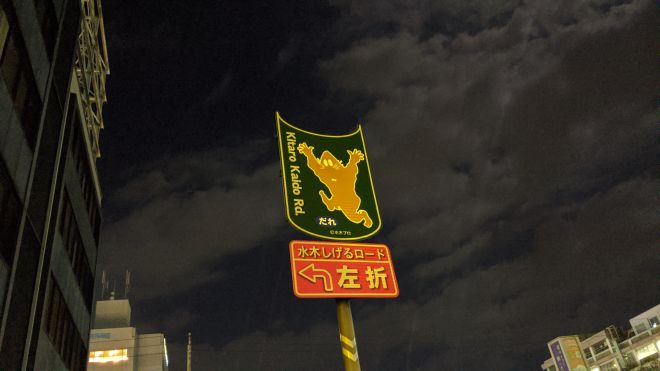 Kitaro Kaido Rd.
だれ
©水木プロ
水木しげるロード
左折